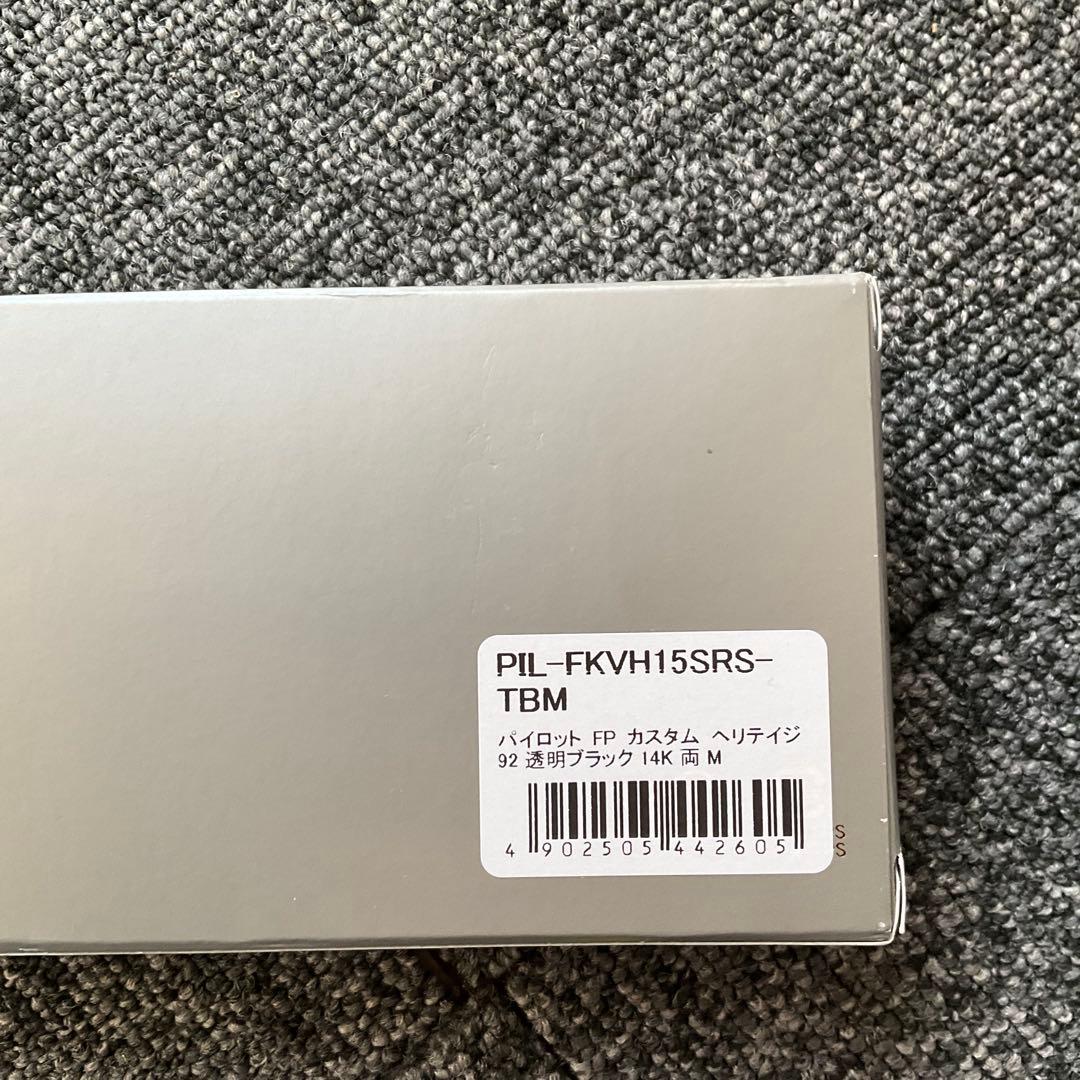 PIL-FKVH15SRS-
TBM
パイロット FP カスタム ヘリテイジ
92 透明ブラック 14K 両 M
4 902505 442605
S
S